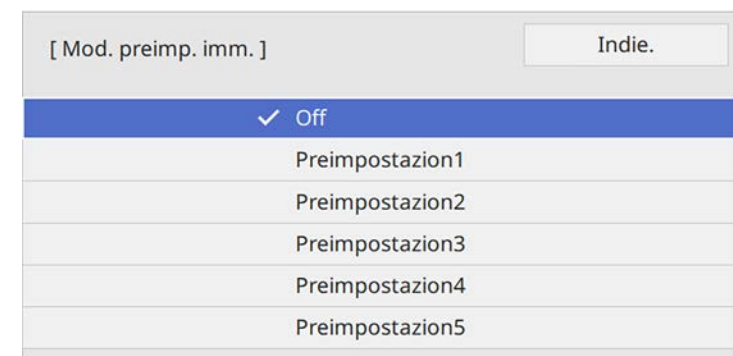 [ Mod. preimp. imm. ]
Indie.
Off
Preimpostazion1
Preimpostazion2
Preimpostazion3
Preimpostazion4
Preimpostazion5